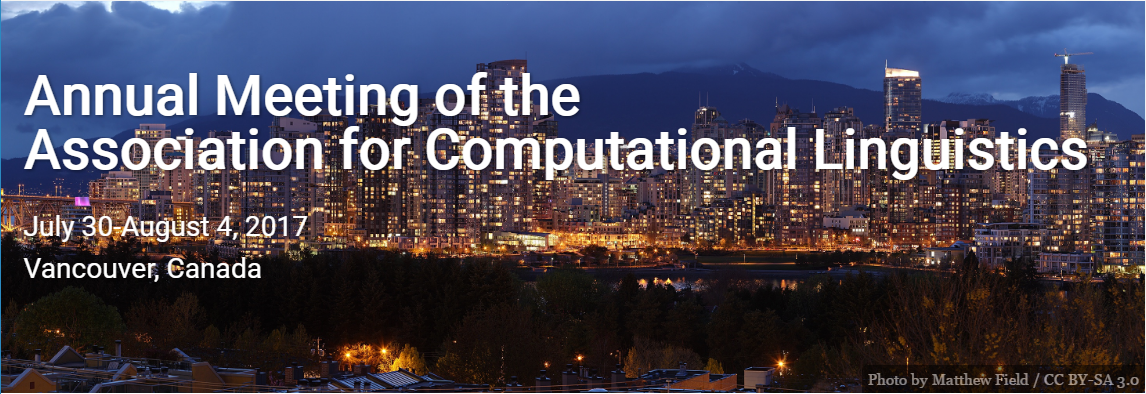 Annual Meeting of the
Association for Computational Linguistics
July 30-August 4, 2017
Vancouver, Canada
Photo by Matthew Field / CC BY-SA 3.0